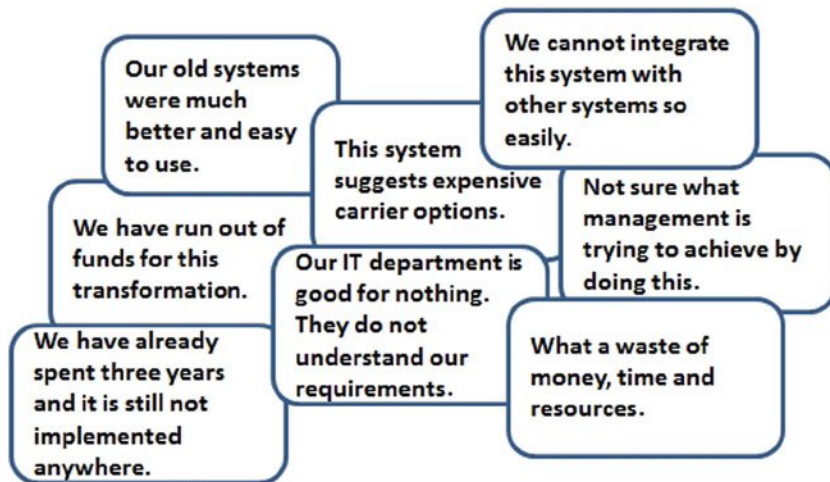 Our old systems
were much
better and easy
to use.
We cannot integrate
this system with
other systems so
easily.
This system
suggests expensive
carrier options.
Not sure what
management is
trying to achieve by
doing this.
We have run out of
funds for this
transformation.
Our IT department is
good for nothing.
They do not
understand our
requirements.
We have already
spent three years
and it is still not
implemented
anywhere.
What a waste of
money, time and
resources.